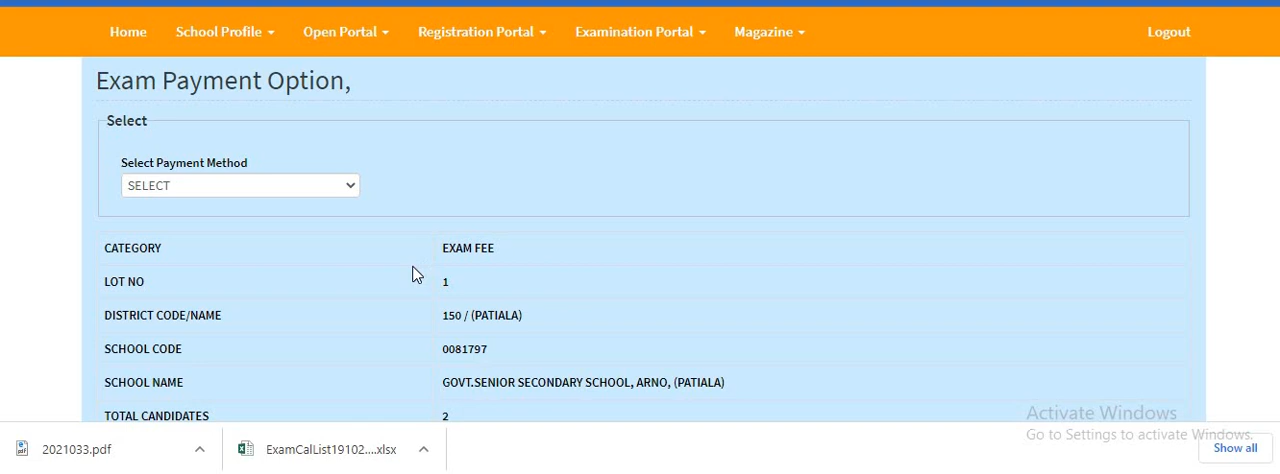 Home School Profile Open Portal Registration Portal Examination Portal Magazine Logout
Exam Payment Option,
Select
Select Payment Method
SELECT
CATEGORY EXAM FEE
LOT NO 1
DISTRICT CODE/NAME 150 / (PATIALA)
SCHOOL CODE 0081797
SCHOOL NAME GOVT.SENIOR SECONDARY SCHOOL, ARNO, (PATIALA)
TOTAL CANDIDATES 2
Activate Windows
Go to Settings to activate Windows.
2021033.pdf ExamCalList19102....xlsx Show all